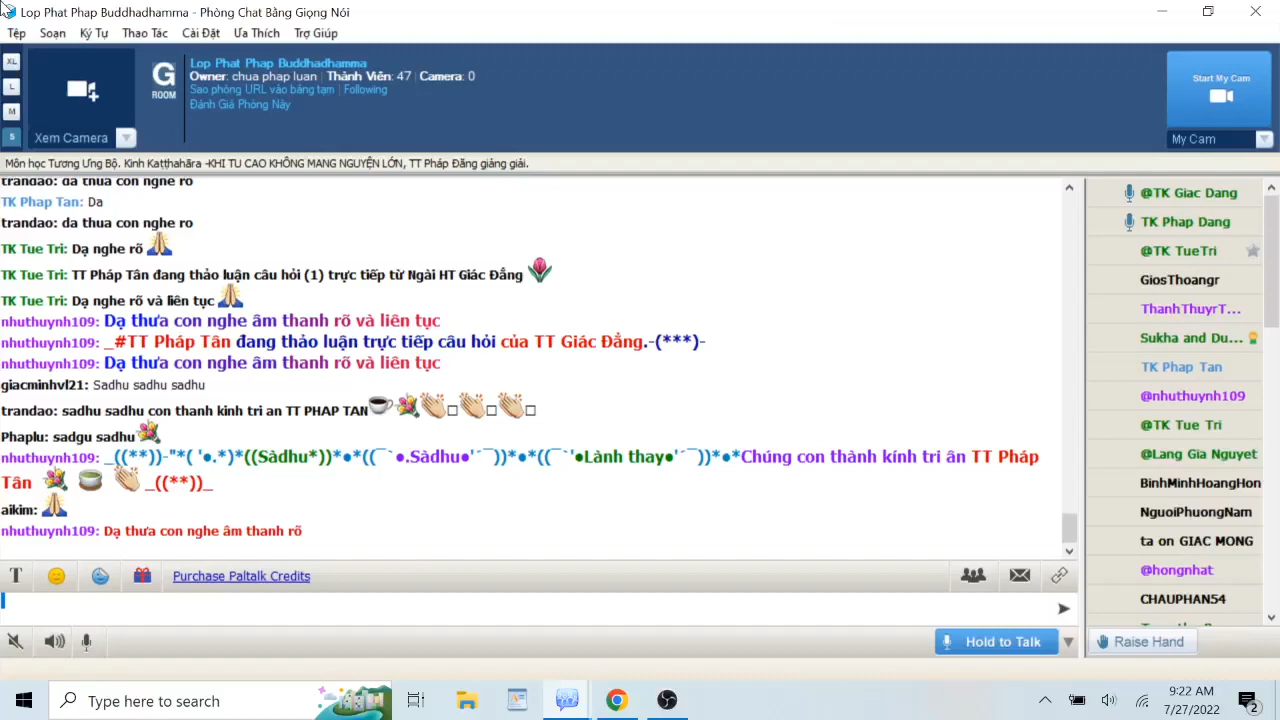 Lop Phat Phap Buddhadhamma - Phòng Chat Bằng Giọng Nói
Tệp Soạn Ký Tự Thao Tác Cài Đặt Ưa Thích Trợ Giúp
XL
L
M
S
Xem Camera
G
ROOM
Lop Phat Phap Buddhadhamma
Owner: chua phap luan | Thành Viên: 47 | Camera: 0
Sao phòng URL vào bảng tạm | Following
Đánh Giá Phòng Này
Start My Cam
My Cam
Môn học Tương Ưng Bộ. Kinh Kaṭṭhahāra -KHI TU CAO KHÔNG MANG NGUYỆN LỚN, TT Pháp Đăng giảng giải.
trandao: da thua con nghe ro
TK Phap Tan: Da
trandao: da thua con nghe ro
TK Tue Tri: Dạ nghe rõ
TK Tue Tri: TT Pháp Tân đang thảo luận câu hỏi (1) trực tiếp từ Ngài HT Giác Đẳng
TK Tue Tri: Dạ nghe rõ và liên tục
nhuthuynh109: Dạ thưa con nghe âm thanh rõ và liên tục
nhuthuynh109: _#TT Pháp Tân đang thảo luận trực tiếp câu hỏi của TT Giác Đẳng.-(***)-
nhuthuynh109: Dạ thưa con nghe âm thanh rõ và liên tục
giacminhvl21: Sadhu sadhu sadhu
trandao: sadhu sadhu con thanh kinh tri an TT PHAP TAN
Phaplu: sadgu sadhu
nhuthuynh109: _((**))-"*( '●.*)*((Sàdhu*))*●*((¯`●.Sàdhu●'´¯))*●*((¯`'●Lành thay●'´¯))*●*Chúng con thành kính tri ân TT Pháp
Tân _((**))_
aikim:
nhuthuynh109: Dạ thưa con nghe âm thanh rõ
@TK Giac Dang
TK Phap Dang
@TK TueTri
GiosThoangr
ThanhThuyrT...
Sukha and Du...
TK Phap Tan
@nhuthuynh109
@TK Tue Tri
@Lang Gia Nguyet
BinhMinhHoangHon
NguoiPhuongNam
ta on GIAC MONG
@hongnhat
CHAUPHAN54
T Purchase Paltalk Credits
Hold to Talk
Raise Hand
Type here to search
9:22 AM
7/27/2022
2